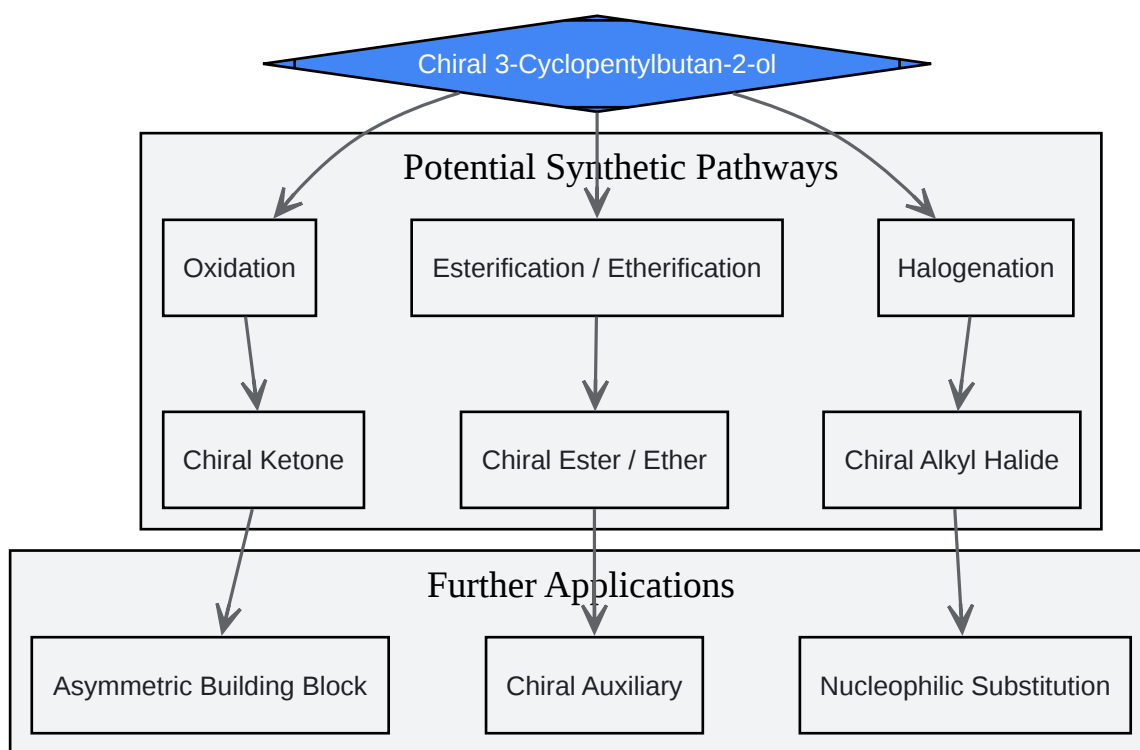 Chiral 3-Cyclopentylbutan-2-ol
Potential Synthetic Pathways
Oxidation
Esterification / Etherification
Halogenation
Chiral Ketone
Chiral Ester / Ether
Chiral Alkyl Halide
Further Applications
Asymmetric Building Block
Chiral Auxiliary
Nucleophilic Substitution